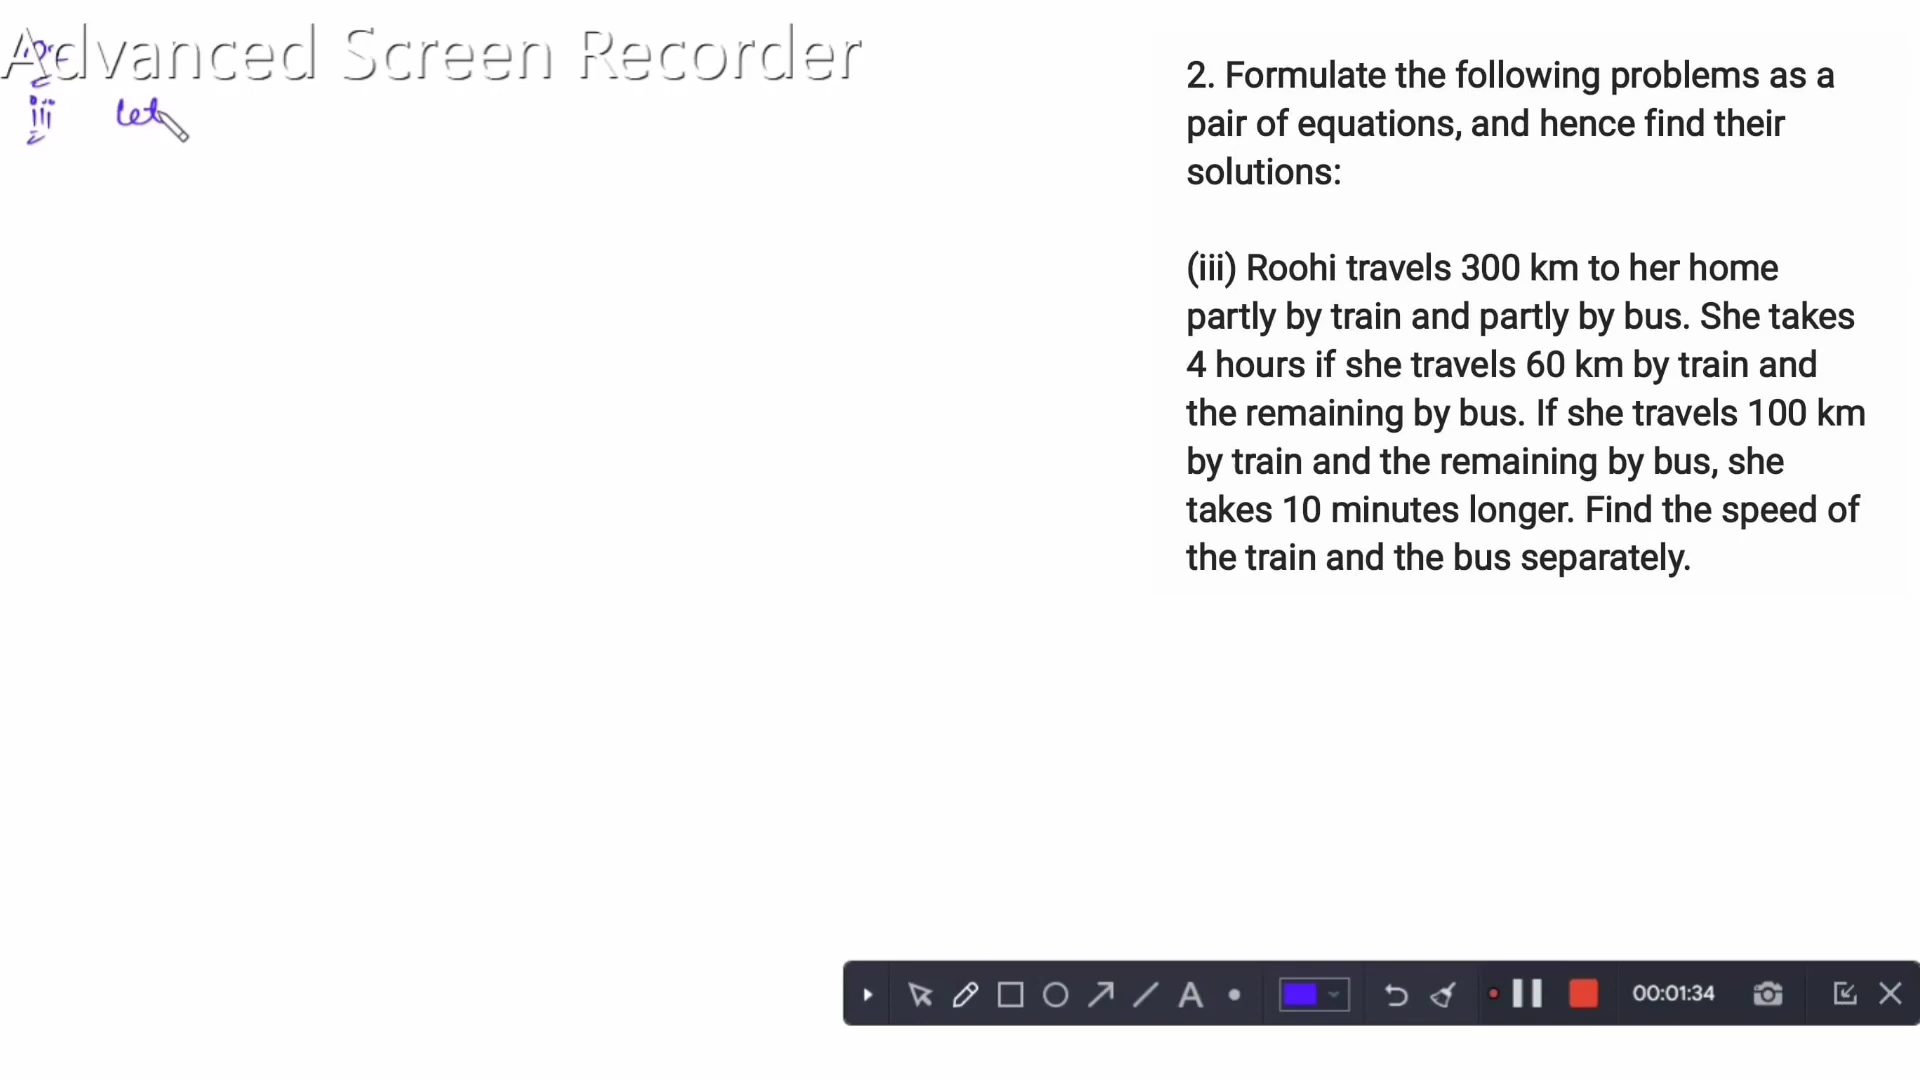 Advanced Screen Recorder
iii let
2. Formulate the following problems as a
pair of equations, and hence find their
solutions:
(iii) Roohi travels 300 km to her home
partly by train and partly by bus. She takes
4 hours if she travels 60 km by train and
the remaining by bus. If she travels 100 km
by train and the remaining by bus, she
takes 10 minutes longer. Find the speed of
the train and the bus separately.
A
00:01:34